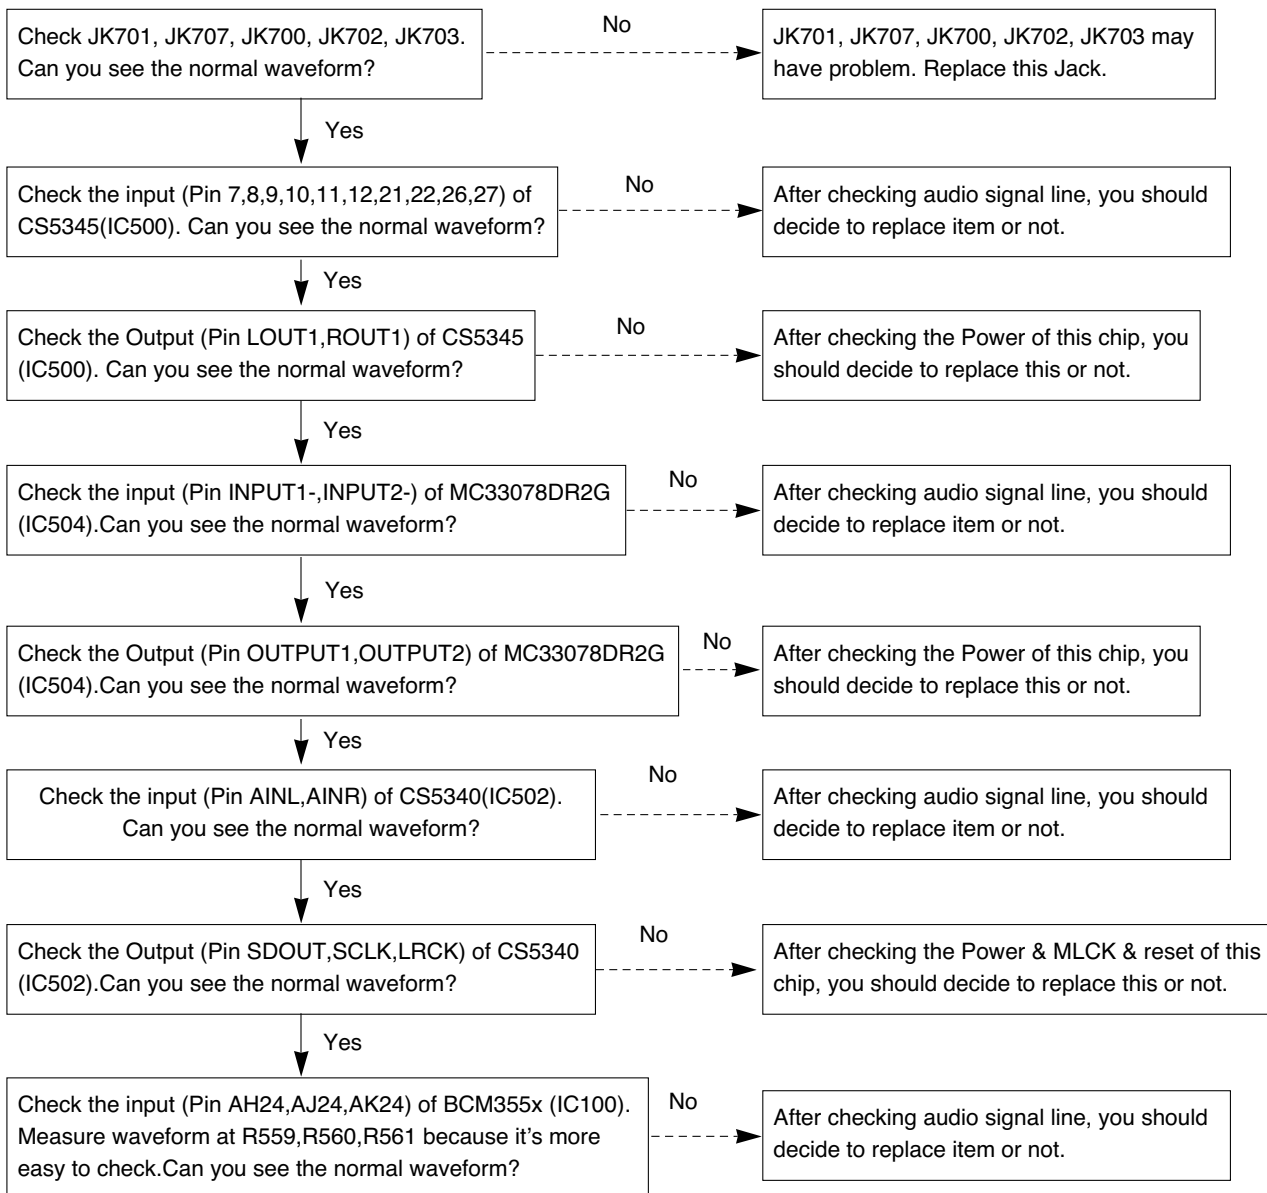 Check JK701, JK707, JK700, JK702, JK703.
Can you see the normal waveform?
No
JK701, JK707, JK700, JK702, JK703 may
have problem. Replace this Jack.
Yes
Check the input (Pin 7,8,9,10,11,12,21,22,26,27) of
CS5345(IC500). Can you see the normal waveform?
No
After checking audio signal line, you should
decide to replace item or not.
Yes
Check the Output (Pin LOUT1,ROUT1) of CS5345
(IC500). Can you see the normal waveform?
No
After checking the Power of this chip, you
should decide to replace this or not.
Yes
Check the input (Pin INPUT1-,INPUT2-) of MC33078DR2G
(IC504).Can you see the normal waveform?
No
After checking audio signal line, you should
decide to replace item or not.
Yes
Check the Output (Pin OUTPUT1,OUTPUT2) of MC33078DR2G
(IC504).Can you see the normal waveform?
No
After checking the Power of this chip, you
should decide to replace this or not.
Yes
Check the input (Pin AINL,AINR) of CS5340(IC502).
Can you see the normal waveform?
No
After checking audio signal line, you should
decide to replace item or not.
Yes
Check the Output (Pin SDOUT,SCLK,LRCK) of CS5340
(IC502).Can you see the normal waveform?
No
After checking the Power & MLCK & reset of this
chip, you should decide to replace this or not.
Yes
Check the input (Pin AH24,AJ24,AK24) of BCM355x (IC100).
Measure waveform at R559,R560,R561 because it's more
easy to check.Can you see the normal waveform?
No
After checking audio signal line, you should
decide to replace item or not.